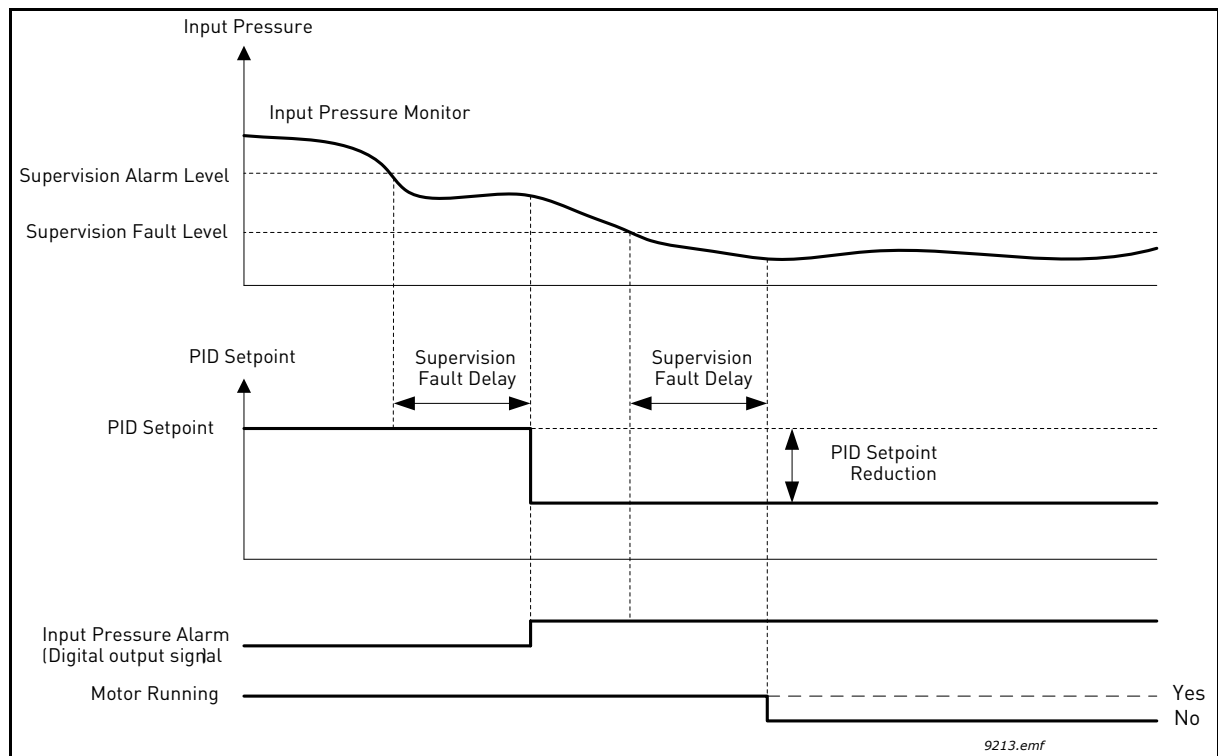 Input Pressure
Input Pressure Monitor
Supervision Alarm Level
Supervision Fault Level
PID Setpoint
Supervision
Fault Delay
Supervision
Fault Delay
PID Setpoint
PID Setpoint
Reduction
Input Pressure Alarm
(Digital output signal)
Motor Running
Yes
No
9213.emf